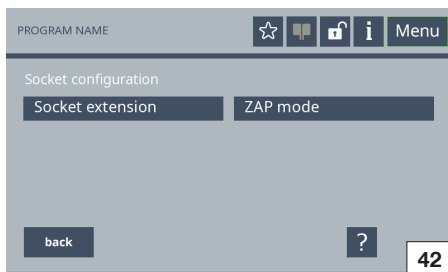 PROGRAM NAME
i
Menu
Socket configuration
Socket extension
ZAP mode
back
?
42